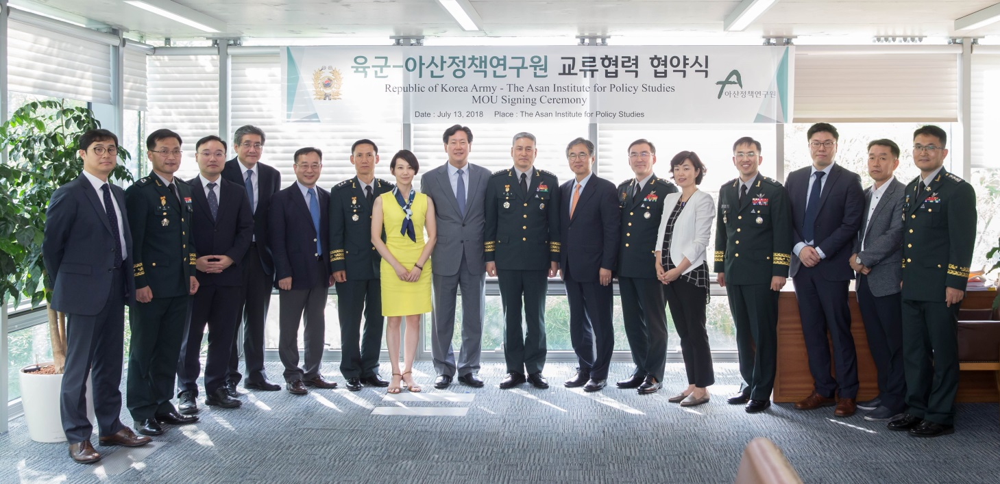 육군-아산정책연구원 교류협력 협약식
Republic of Korea Army - The Asan Institute for Policy Studies
MOU Signing Ceremony
Date : July 13, 2018 Place : The Asan Institute for Policy Studies
아산정책연구원